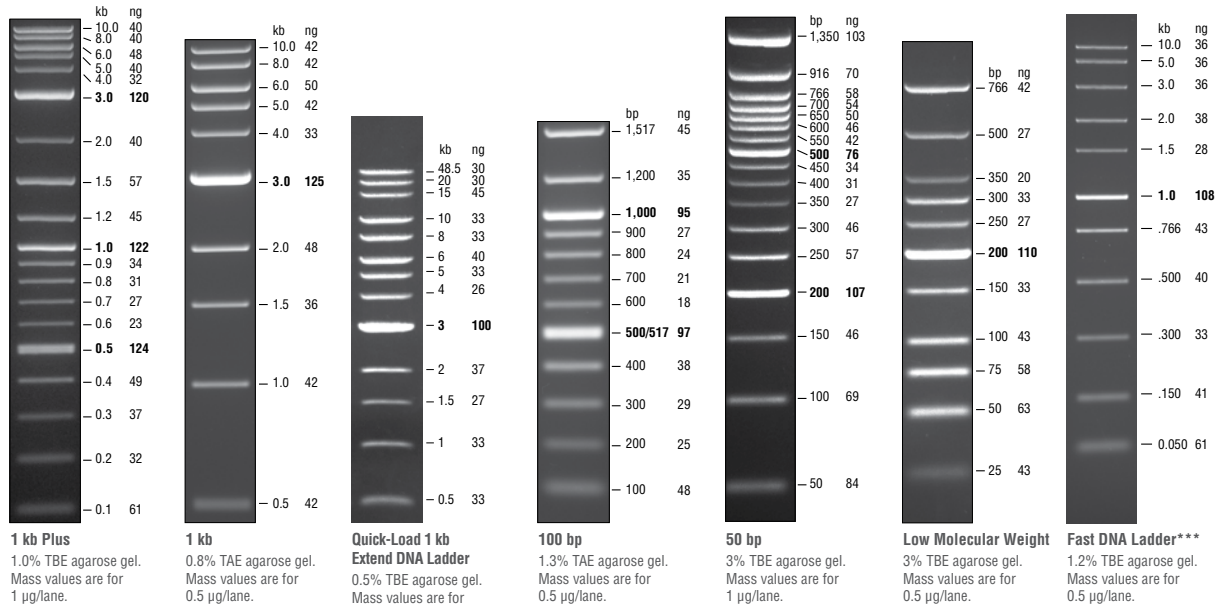 kb ng
10.0 40
8.0 40
6.0 48
5.0 40
4.0 32
3.0 120
2.0 40
1.5 57
1.2 45
1.0 122
0.9 34
0.8 31
0.7 27
0.6 23
0.5 124
0.4 49
0.3 37
0.2 32
0.1 61
1 kb Plus
1.0% TBE agarose gel.
Mass values are for
1 µg/lane.
kb ng
10.0 42
8.0 42
6.0 50
5.0 42
4.0 33
3.0 125
2.0 48
1.5 36
1.0 42
0.5 42
1 kb
0.8% TAE agarose gel.
Mass values are for
0.5 µg/lane.
kb ng
48.5 30
20 30
15 45
10 33
8 33
6 40
5 33
4 26
3 100
2 37
1.5 27
1 33
0.5 33
Quick-Load 1 kb
Extend DNA Ladder
0.5% TBE agarose gel.
Mass values are for
bp ng
1,517 45
1,200 35
1,000 95
900 27
800 24
700 21
600 18
500/517 97
400 38
300 29
200 25
100 48
100 bp
1.3% TAE agarose gel.
Mass values are for
0.5 µg/lane.
bp ng
1,350 103
916 70
766 58
700 54
650 50
600 46
550 42
500 76
450 34
400 31
350 27
300 46
250 57
200 107
150 46
100 69
50 84
50 bp
3% TBE agarose gel.
Mass values are for
1 µg/lane.
bp ng
766 42
500 27
350 20
300 33
250 27
200 110
150 33
100 43
75 58
50 63
25 43
Low Molecular Weight
3% TBE agarose gel.
Mass values are for
0.5 µg/lane.
kb ng
10.0 36
5.0 36
3.0 36
2.0 38
1.5 28
1.0 108
.766 43
.500 40
.300 33
.150 41
0.050 61
Fast DNA Ladder***
1.2% TBE agarose gel.
Mass values are for
0.5 µg/lane.